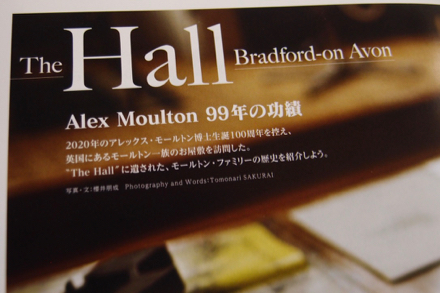 The Hall Bradford-on Avon
Alex Moulton 99年の功績
2020年のアレックス・モールトン博士生誕100周年を控え、
英国にあるモールトン一族のお屋敷を訪問した。
"The Hall"に遺された、モールトン・ファミリーの歴史を紹介しよう。
写真・文：櫻井朋成 Photography and Words：Tomonari SAKURAI